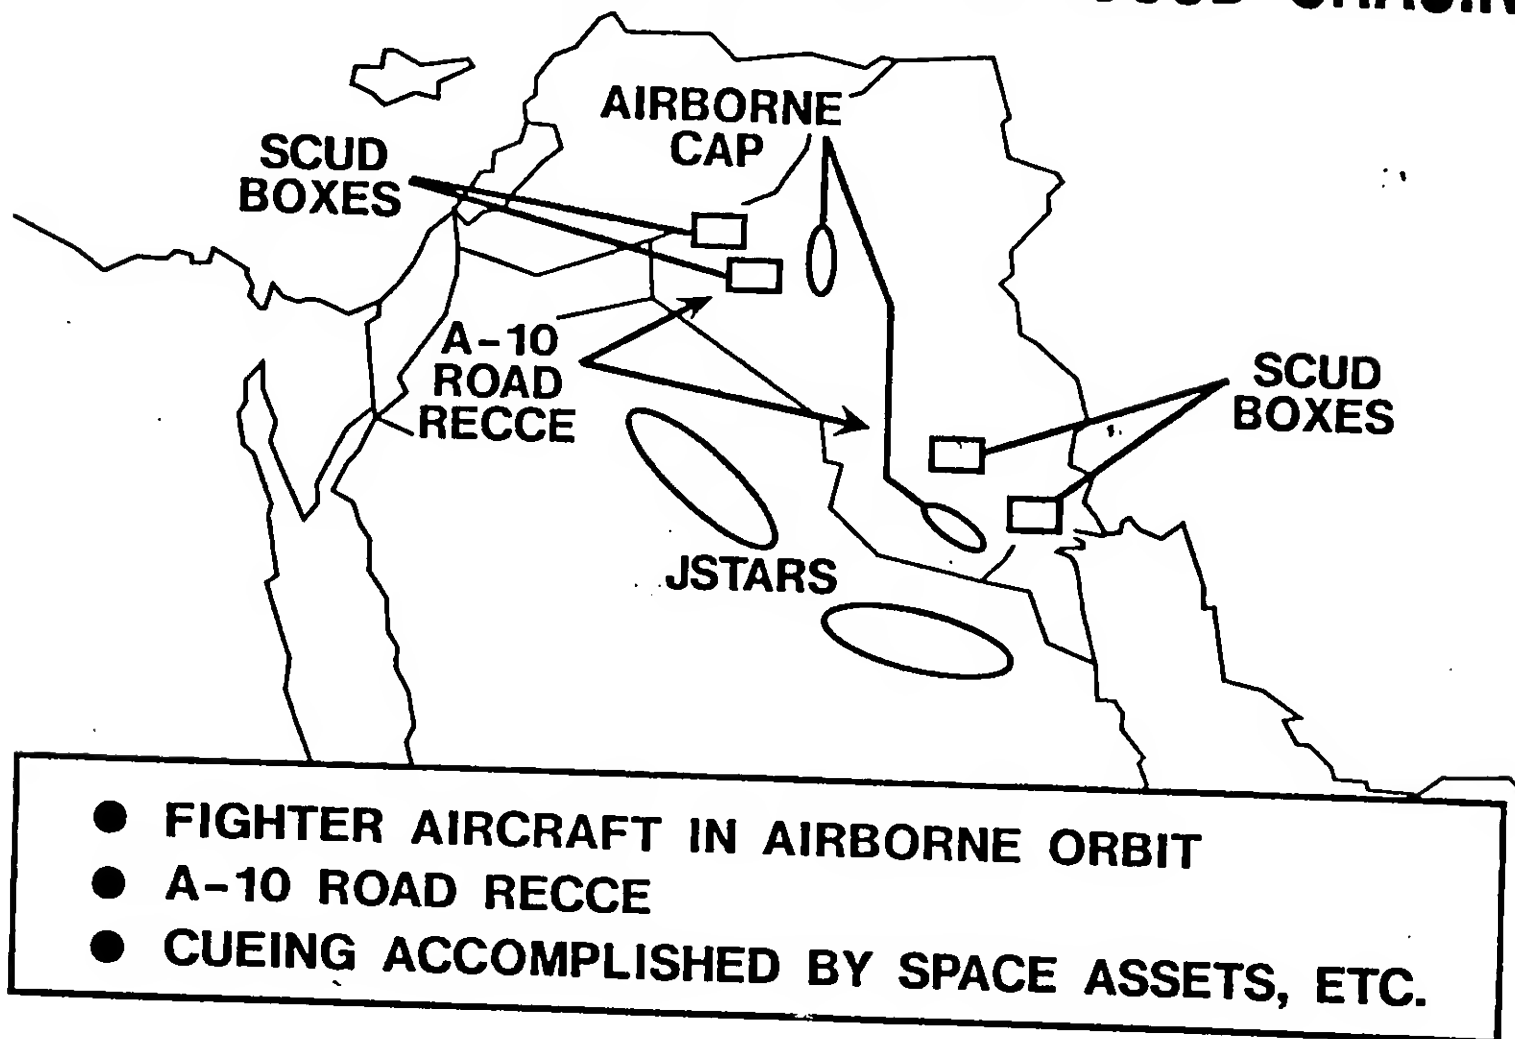 AIRBORNE
CAP
SCUD
BOXES
A-10
ROAD
RECCE
SCUD
BOXES
JSTARS
● FIGHTER AIRCRAFT IN AIRBORNE ORBIT
● A-10 ROAD RECCE
● CUEING ACCOMPLISHED BY SPACE ASSETS, ETC.